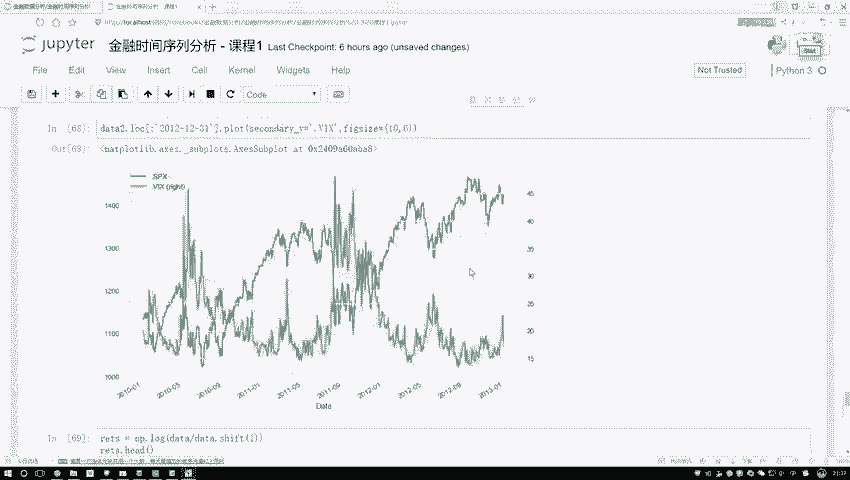 jupyter 金融时间序列分析 - 课程1 Last Checkpoint: 6 hours ago (unsaved changes)
File Edit View Insert Cell Kernel Widgets Help
Not Trusted
Python 3
Code
In [68]: data2.loc[:'2012-12-31'].plot(secondary_y='.VIX',figsize=(10,6))
Out[68]: <matplotlib.axes._subplots.AxesSubplot at 0x2409a60aba8>
.SPX
.VIX (right)
1400
1300
1200
1100
1000
45
40
35
30
25
20
15
2010-01
2010-05
2010-09
2011-01
2011-05
2011-09
2012-01
2012-05
2012-09
2013-01
Date
In [69]: rets = np.log(data/data.shift(1))
rets.head()